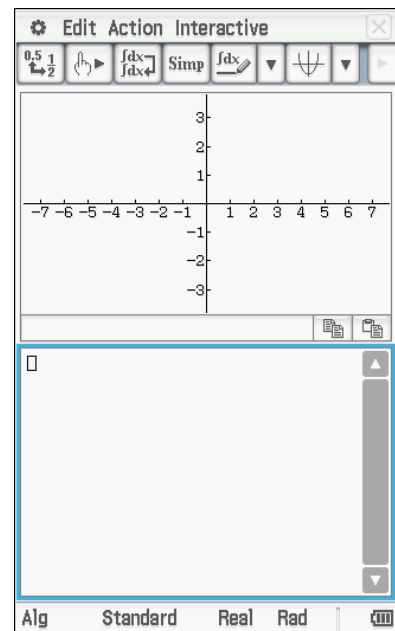 Edit Action Interactive
0.5 1 2 ∫dx ∫dx Simp ∫dx
3
2
1
-7 -6 -5 -4 -3 -2 -1 1 2 3 4 5 6 7
-1
-2
-3
Alg Standard Real Rad